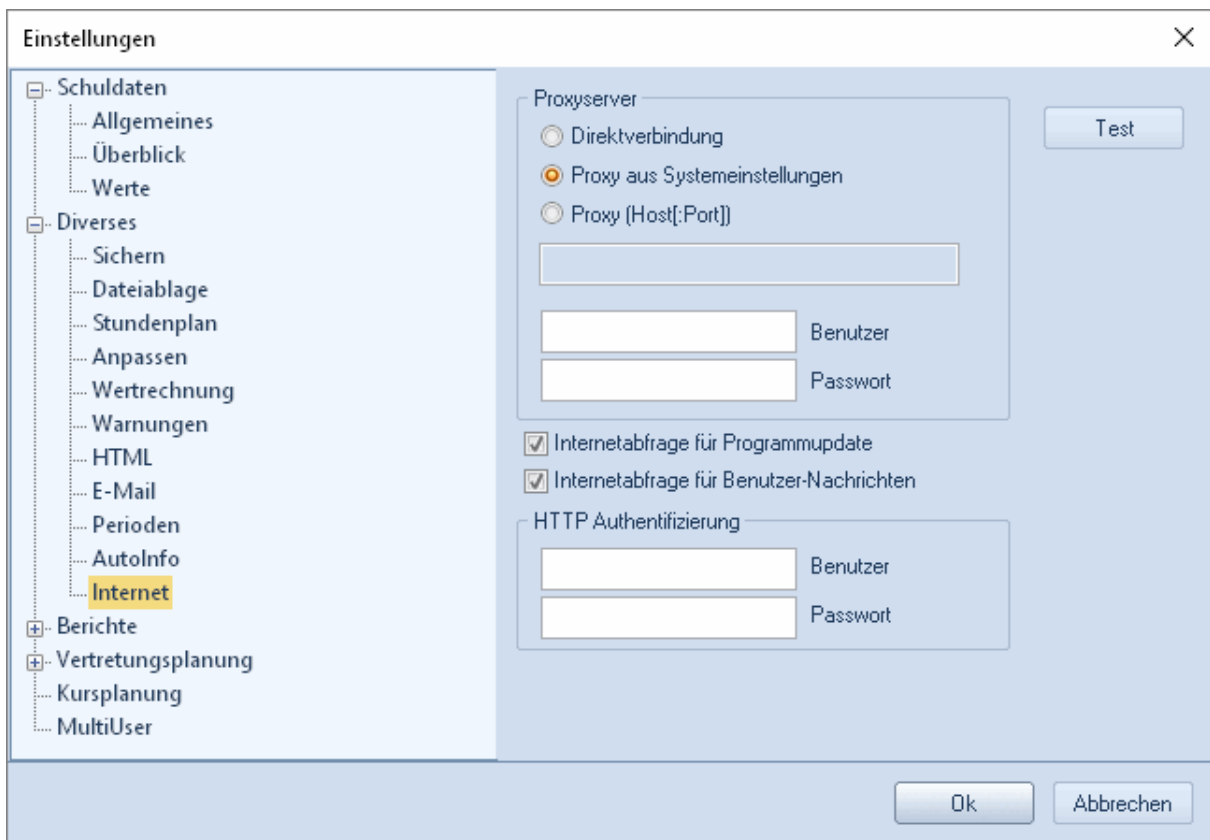 Einstellungen
Schuldaten
Allgemeines
Überblick
Werte
Diverses
Sichern
Dateiablage
Stundenplan
Anpassen
Wertrechnung
Warnungen
HTML
E-Mail
Perioden
AutoInfo
Internet
Berichte
Vertretungsplanung
Kursplanung
MultiUser
Proxyserver
Direktverbindung
Proxy aus Systemeinstellungen
Proxy (Host[:Port])
Benutzer
Passwort
Internetabfrage für Programmupdate
Internetabfrage für Benutzer-Nachrichten
HTTP Authentifizierung
Benutzer
Passwort
Test
Ok
Abbrechen